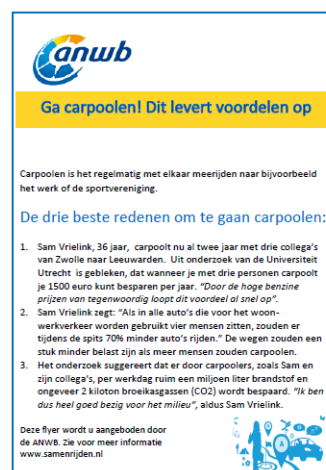 anwb
Ga carpoolen! Dit levert voordelen op
Carpoolen is het regelmatig met elkaar meerijden naar bijvoorbeeld
het werk of de sportvereniging.
De drie beste redenen om te gaan carpoolen:
1. Sam Vrielink, 36 jaar, carpoolt nu al twee jaar met drie collega's
van Zwolle naar Leeuwarden. Uit onderzoek van de Universiteit
Utrecht is gebleken, dat wanneer je met drie personen carpoolt
je 1500 euro kunt besparen per jaar. "Door de hoge benzine
prijzen van tegenwoordig loopt dit voordeel al snel op".
2. Sam Vrielink zegt: "Als in alle auto's die voor het woon-
werkverkeer worden gebruikt vier mensen zitten, zouden er
tijdens de spits 70% minder auto's rijden." De wegen zouden een
stuk minder belast zijn als meer mensen zouden carpoolen.
3. Het onderzoek suggereert dat er door carpoolers, zoals Sam en
zijn collega's, per werkdag ruim een miljoen liter brandstof en
ongeveer 2 kiloton broeikasgassen (CO2) wordt bespaard. "Ik ben
dus heel goed bezig voor het milieu", aldus Sam Vrielink.
Deze flyer wordt u aangeboden door
de ANWB. Zie voor meer informatie
www.samenrijden.nl